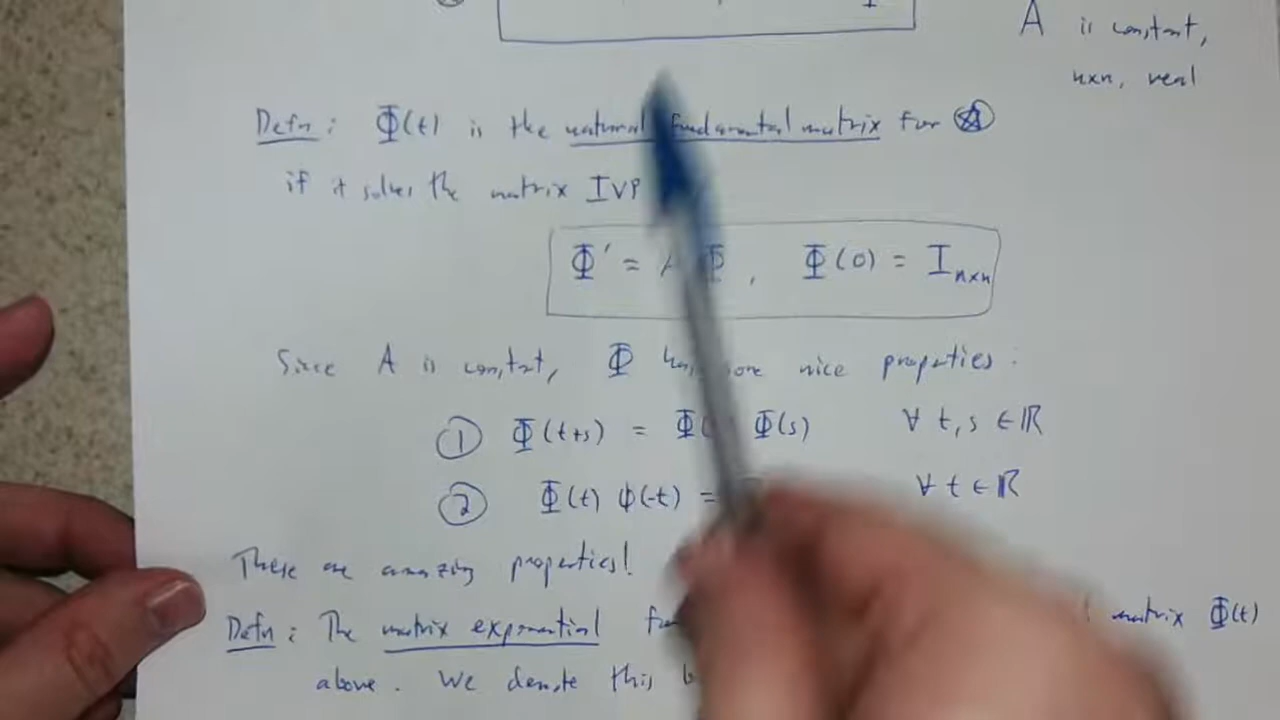 A is constant,
nxn, real
Defn: Φ(t) is the natural fundamental matrix for
if it solves the matrix IVP
Φ' = Φ, Φ(0) = I_nxn
Since A is constant, Φ has more nice properties:
① Φ(t+s) = Φ( Φ(s) ∀ t,s ∈ ℝ
② Φ(t) φ(-t) = ∀ t ∈ ℝ
These are amazing properties!
Defn: The matrix exponential matrix Φ(t)
above. We denote this